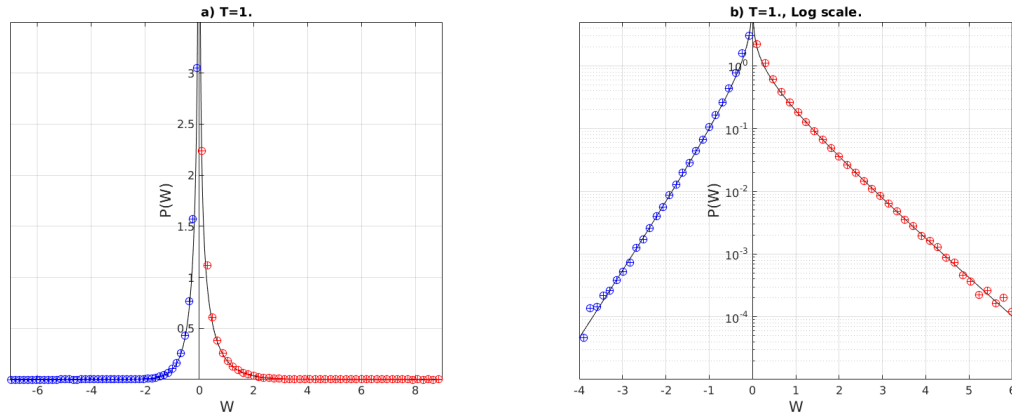 a) T=1.
3
2.5
2
P(W)
1.5
1
0.5
-6 -4 -2 0 2 4 6 8
W
b) T=1., Log scale.
10^0
10^-1
10^-2
P(W)
10^-3
10^-4
-4 -3 -2 -1 0 1 2 3 4 5 6
W